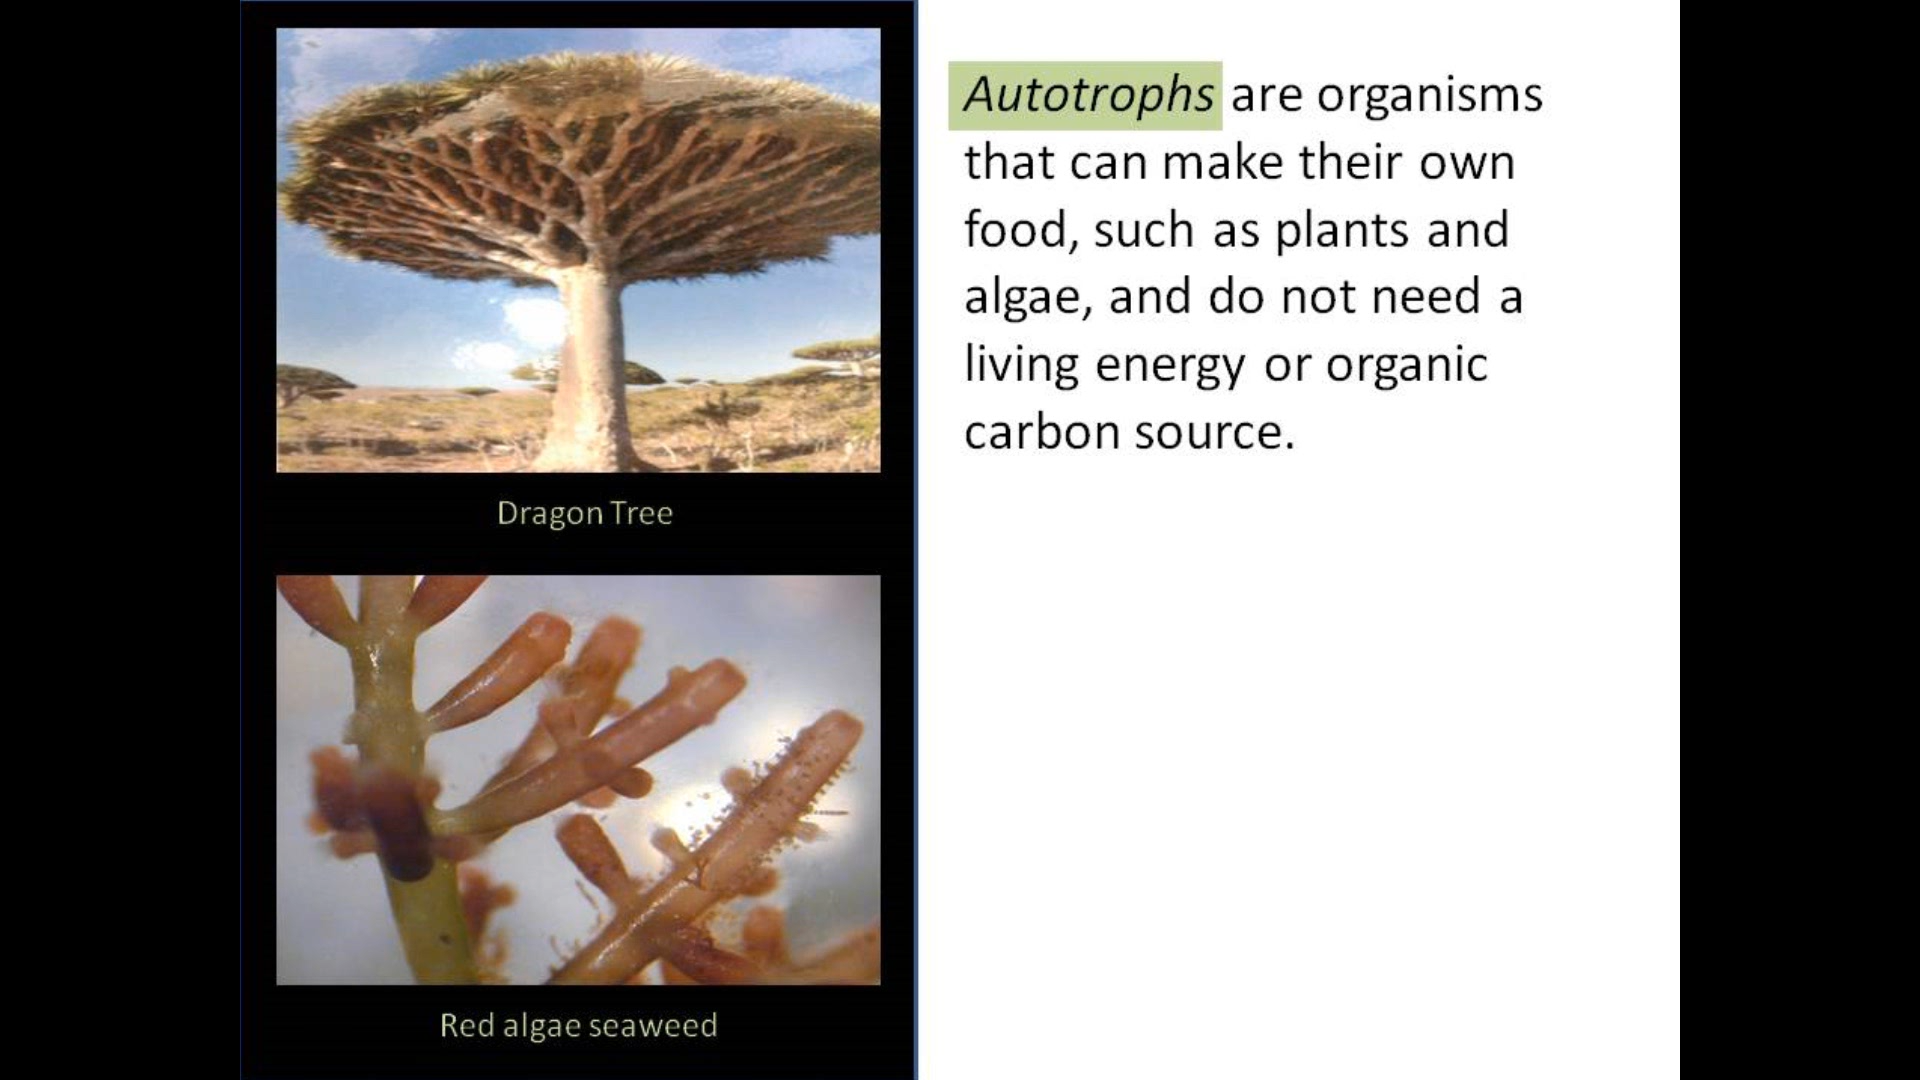 Autotrophs are organisms
that can make their own
food, such as plants and
algae, and do not need a
living energy or organic
carbon source.
Dragon Tree
Red algae seaweed